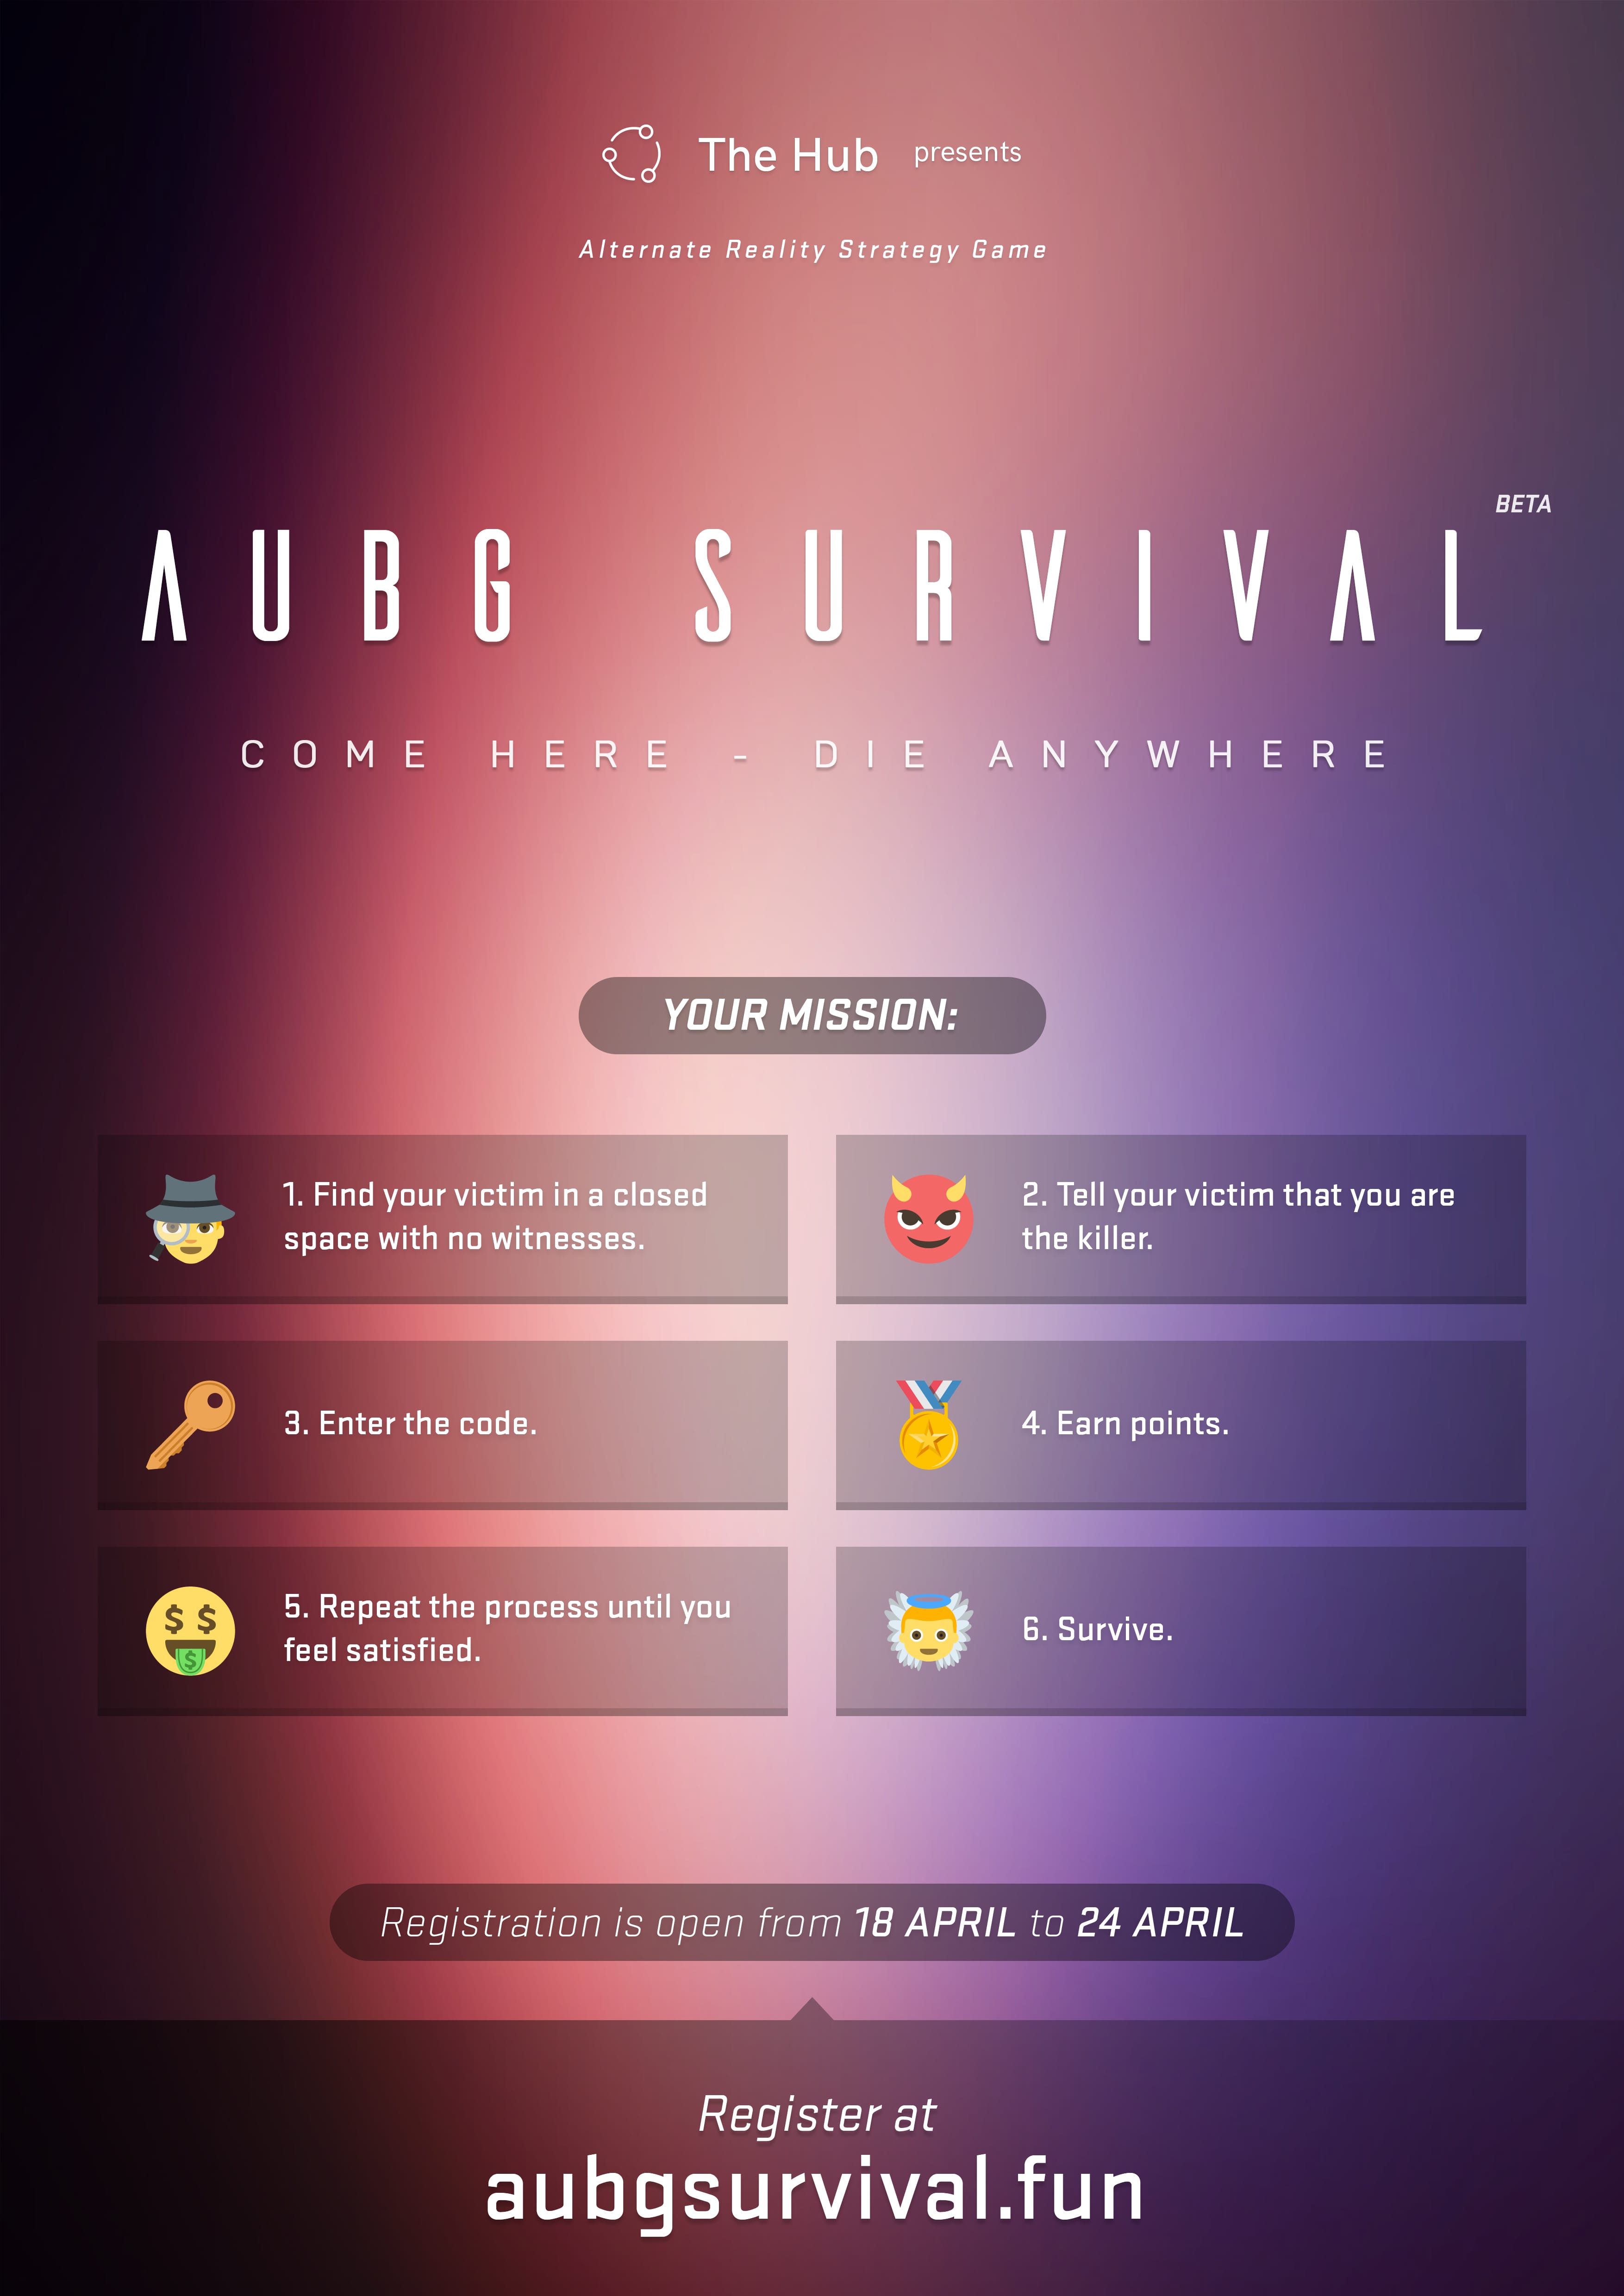 The Hub presents
Alternate Reality Strategy Game
BETA
AUBG SURVIVAL
COME HERE - DIE ANYWHERE
YOUR MISSION:
1. Find your victim in a closed
space with no witnesses.
2. Tell your victim that you are
the killer.
3. Enter the code.
4. Earn points.
5. Repeat the process until you
feel satisfied.
6. Survive.
Registration is open from 18 APRIL to 24 APRIL
Register at
aubgsurvival.fun